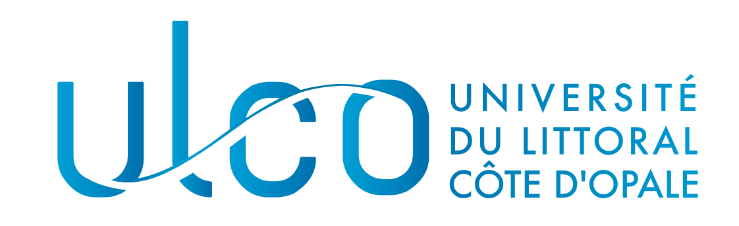 ulco
UNIVERSITÉ
DU LITTORAL
CÔTE D'OPALE